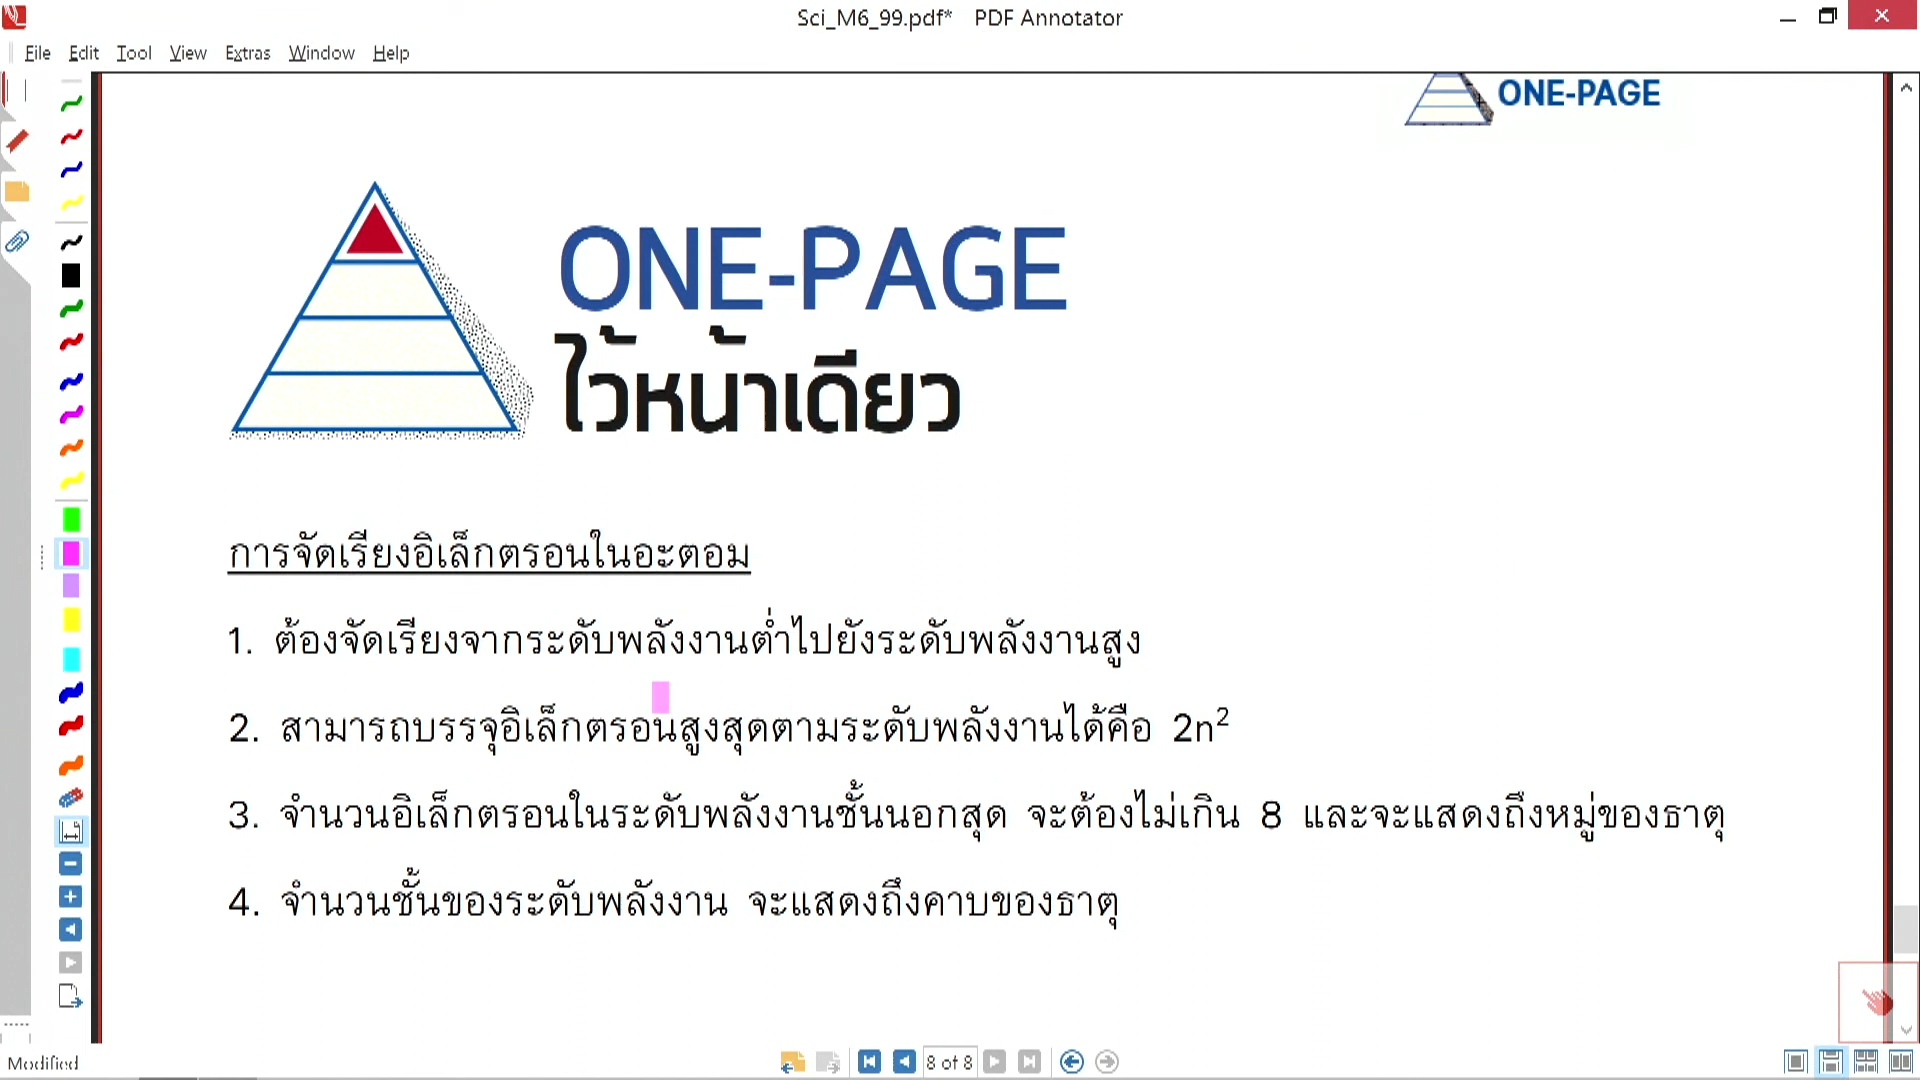 Sci_M6_99.pdf* PDF Annotator
File Edit Tool View Extras Window Help
ONE-PAGE
ONE-PAGE
ไว้หน้าเดียว
การจัดเรียงอิเล็กตรอนในอะตอม
1. ต้องจัดเรียงจากระดับพลังงานต่ำไปยังระดับพลังงานสูง
2. สามารถบรรจุอิเล็กตรอนสูงสุดตามระดับพลังงานได้คือ 2n²
3. จำนวนอิเล็กตรอนในระดับพลังงานชั้นนอกสุด จะต้องไม่เกิน 8 และจะแสดงถึงหมู่ของธาตุ
4. จำนวนชั้นของระดับพลังงาน จะแสดงถึงคาบของธาตุ
Modified
8 of 8